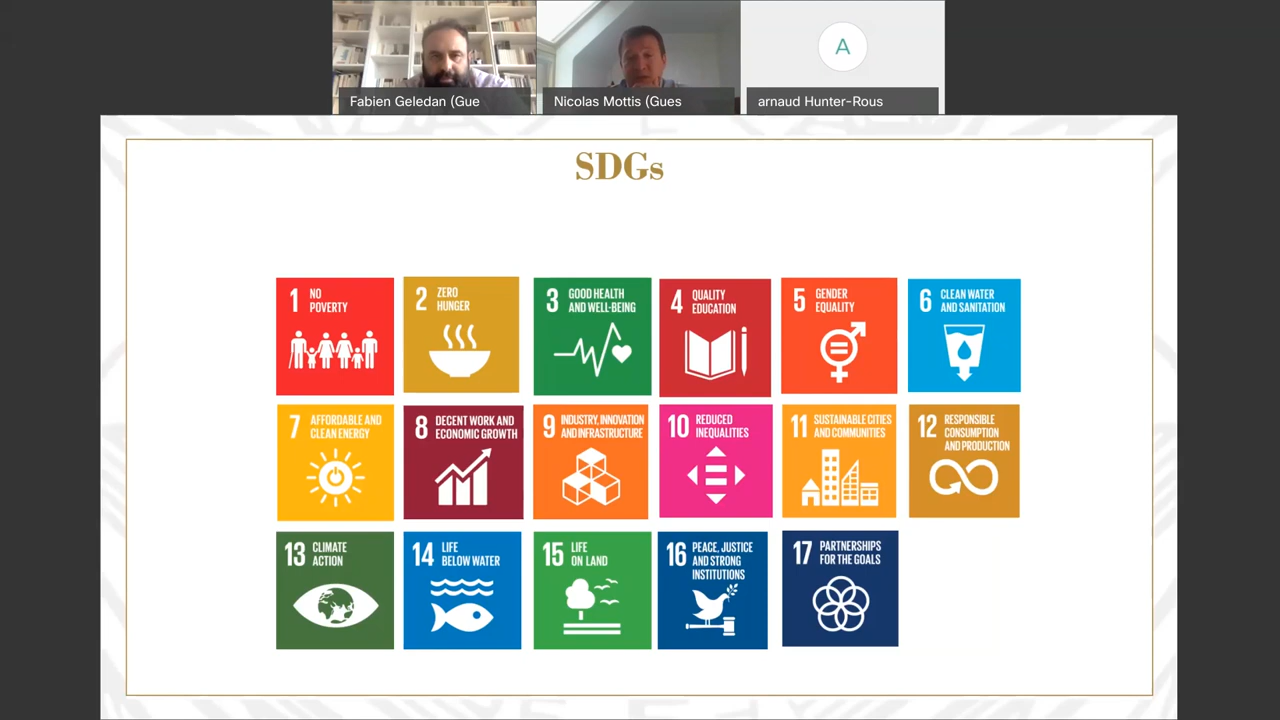 Fabien Geledan (Gue
Nicolas Mottis (Gues
A
arnaud Hunter-Rous
SDGs
1 NO
POVERTY
2 ZERO
HUNGER
3 GOOD HEALTH
AND WELL-BEING
4 QUALITY
EDUCATION
5 GENDER
EQUALITY
6 CLEAN WATER
AND SANITATION
7 AFFORDABLE AND
CLEAN ENERGY
8 DECENT WORK AND
ECONOMIC GROWTH
9 INDUSTRY, INNOVATION
AND INFRASTRUCTURE
10 REDUCED
INEQUALITIES
11 SUSTAINABLE CITIES
AND COMMUNITIES
12 RESPONSIBLE
CONSUMPTION
AND PRODUCTION
13 CLIMATE
ACTION
14 LIFE
BELOW WATER
15 LIFE
ON LAND
16 PEACE, JUSTICE
AND STRONG
INSTITUTIONS
17 PARTNERSHIPS
FOR THE GOALS